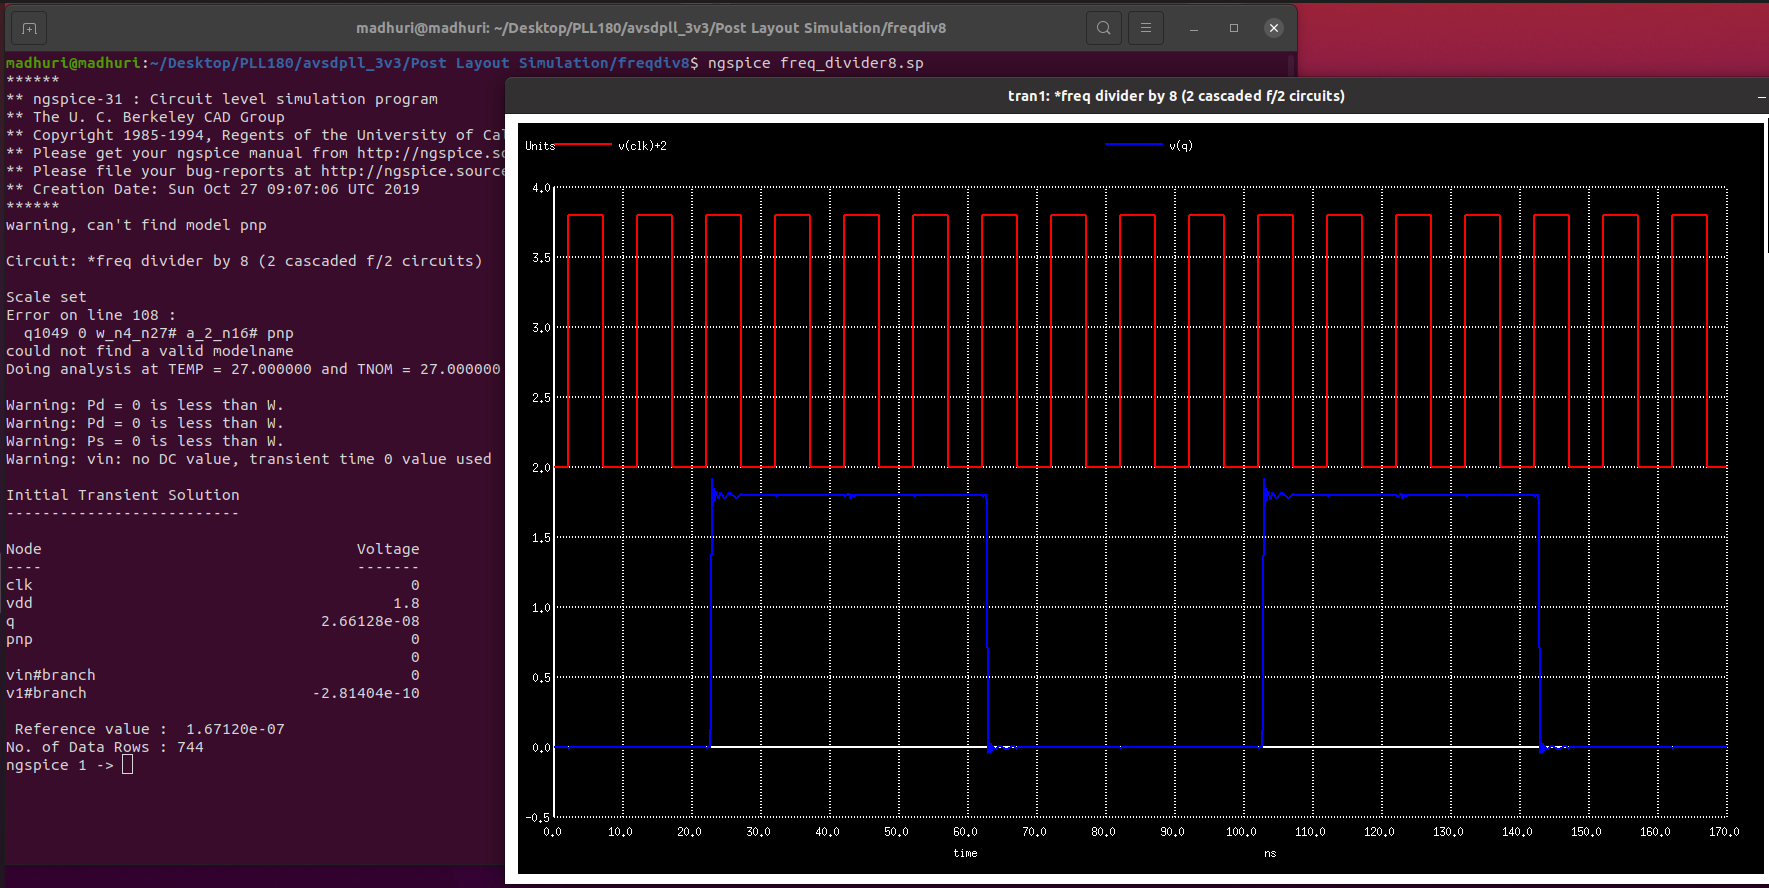 madhuri@madhuri: ~/Desktop/PLL180/avsdpll_3v3/Post Layout Simulation/freqdiv8
madhuri@madhuri:~/Desktop/PLL180/avsdpll_3v3/Post Layout Simulation/freqdiv8$ ngspice freq_divider8.sp
******
** ngspice-31 : Circuit level simulation program
** The U. C. Berkeley CAD Group
** Copyright 1985-1994, Regents of the University of Cal
** Please get your ngspice manual from http://ngspice.so
** Please file your bug-reports at http://ngspice.source
** Creation Date: Sun Oct 27 09:07:06 UTC 2019
******
warning, can't find model pnp
Circuit: *freq divider by 8 (2 cascaded f/2 circuits)
Scale set
Error on line 108 :
q1049 0 w_n4_n27# a_2_n16# pnp
could not find a valid modelname
Doing analysis at TEMP = 27.000000 and TNOM = 27.000000
Warning: Pd = 0 is less than W.
Warning: Pd = 0 is less than W.
Warning: Ps = 0 is less than W.
Warning: vin: no DC value, transient time 0 value used
Initial Transient Solution
--------------------------
Node Voltage
---- -------
clk 0
vdd 1.8
q 2.66128e-08
pnp 0
0
vin#branch 0
v1#branch -2.81404e-10
Reference value : 1.67120e-07
No. of Data Rows : 744
ngspice 1 ->
tran1: *freq divider by 8 (2 cascaded f/2 circuits)
Units v(clk)+2 v(q)
4.0
3.5
3.0
2.5
2.0
1.5
1.0
0.5
0.0
-0.5
0.0 10.0 20.0 30.0 40.0 50.0 60.0 70.0 80.0 90.0 100.0 110.0 120.0 130.0 140.0 150.0 160.0 170.0
time ns